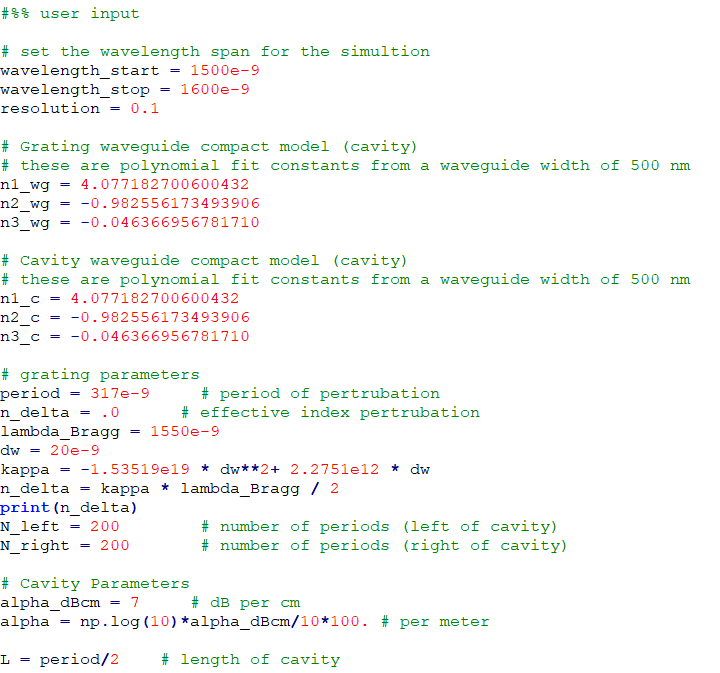 #%% user input
# set the wavelength span for the simultion
wavelength_start = 1500e-9
wavelength_stop = 1600e-9
resolution = 0.1
# Grating waveguide compact model (cavity)
# these are polynomial fit constants from a waveguide width of 500 nm
n1_wg = 4.077182700600432
n2_wg = -0.982556173493906
n3_wg = -0.046366956781710
# Cavity waveguide compact model (cavity)
# these are polynomial fit constants from a waveguide width of 500 nm
n1_c = 4.077182700600432
n2_c = -0.982556173493906
n3_c = -0.046366956781710
# grating parameters
period = 317e-9 # period of pertrubation
n_delta = .0 # effective index pertrubation
lambda_Bragg = 1550e-9
dw = 20e-9
kappa = -1.53519e19 * dw**2+ 2.2751e12 * dw
n_delta = kappa * lambda_Bragg / 2
print(n_delta)
N_left = 200 # number of periods (left of cavity)
N_right = 200 # number of periods (right of cavity)
# Cavity Parameters
alpha_dBcm = 7 # dB per cm
alpha = np.log(10)*alpha_dBcm/10*100. # per meter
L = period/2 # length of cavity